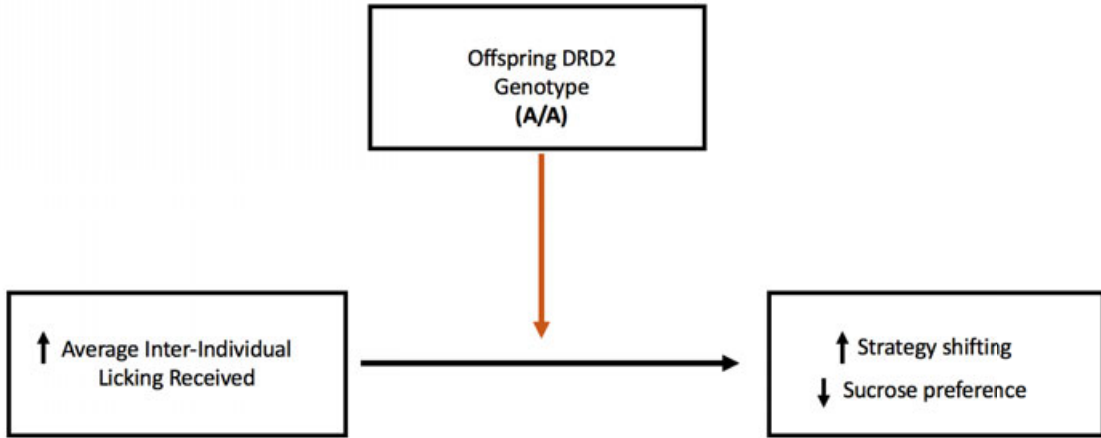 Offspring DRD2
Genotype
(A/A)
↑ Average Inter-Individual
Licking Received
↑ Strategy shifting
↓ Sucrose preference